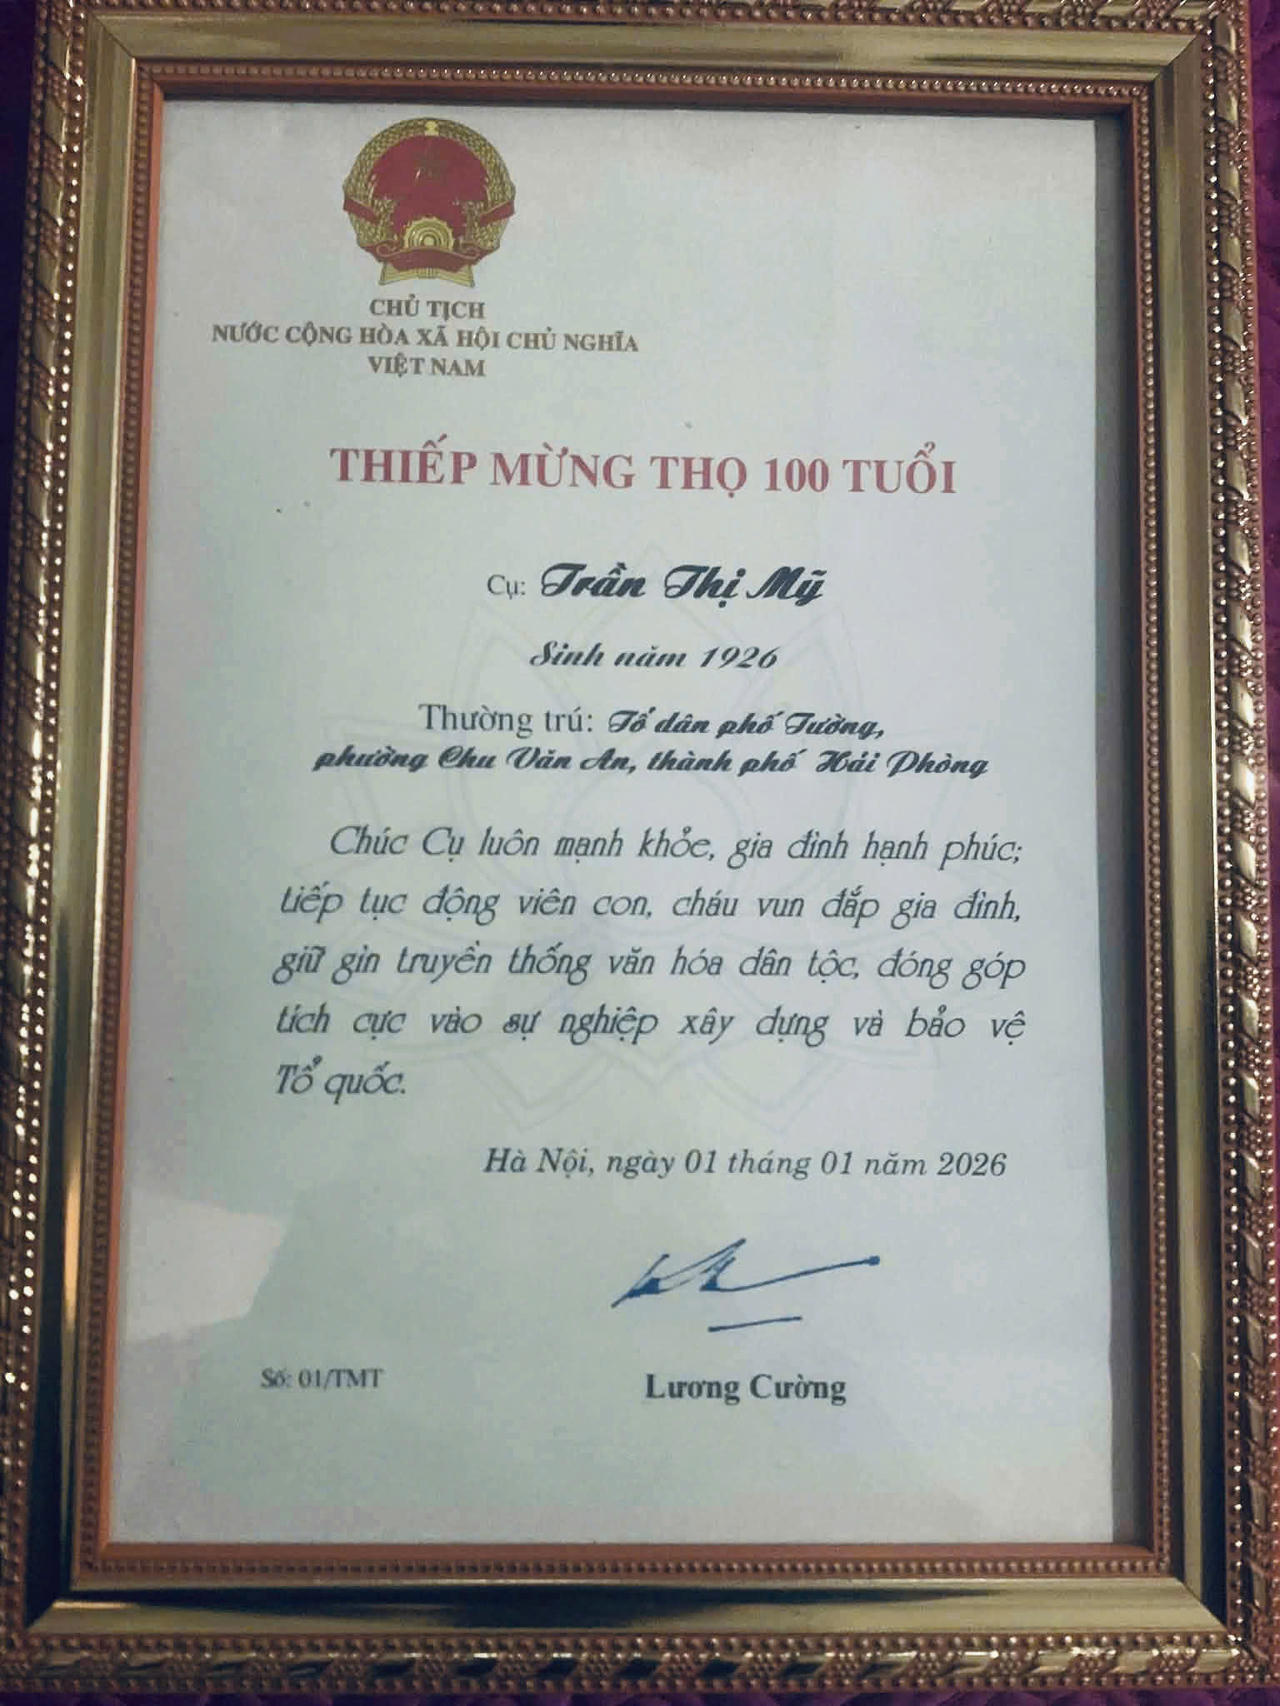 CHỦ TỊCH
NƯỚC CỘNG HÒA XÃ HỘI CHỦ NGHĨA
VIỆT NAM
THIẾP MỪNG THỌ 100 TUỔI
Cụ: Trần Thị Mỹ
Sinh năm 1926
Thường trú: Tổ dân phố Tường,
phường Chu Văn An, thành phố Hải Phòng
Chúc Cụ luôn mạnh khỏe, gia đình hạnh phúc;
tiếp tục động viên con, cháu vun đắp gia đình,
giữ gìn truyền thống văn hóa dân tộc, đóng góp
tích cực vào sự nghiệp xây dựng và bảo vệ
Tổ quốc.
Hà Nội, ngày 01 tháng 01 năm 2026
Số: 01/TMT
Lương Cường